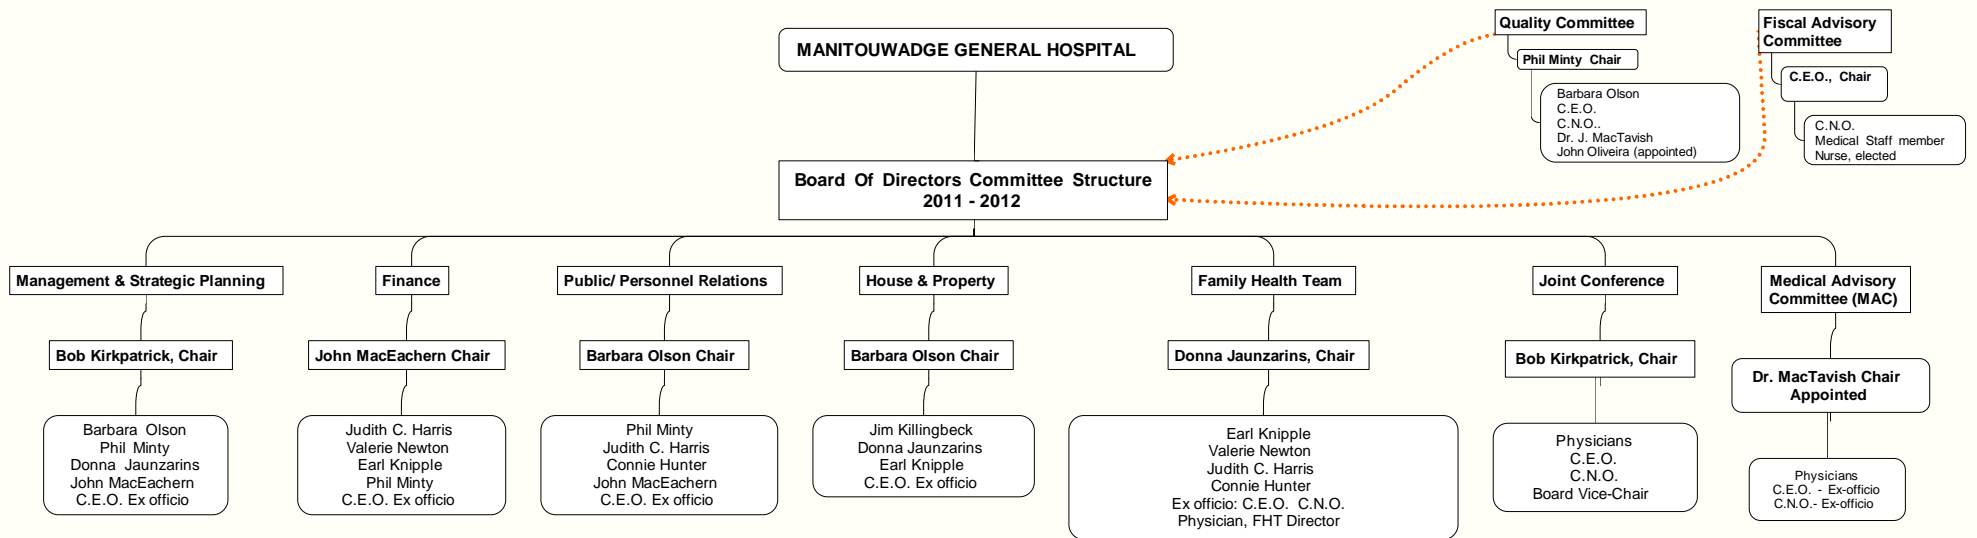 MANITOUWADGE GENERAL HOSPITAL
Quality Committee
Phil Minty Chair
Barbara Olson
C.E.O.
C.N.O..
Dr. J. MacTavish
John Oliveira (appointed)
Fiscal Advisory
Committee
C.E.O., Chair
C.N.O.
Medical Staff member
Nurse, elected
Board Of Directors Committee Structure
2011 - 2012
Management & Strategic Planning
Bob Kirkpatrick, Chair
Barbara Olson
Phil Minty
Donna Jaunzarins
John MacEachern
C.E.O. Ex officio
Finance
John MacEachern Chair
Judith C. Harris
Valerie Newton
Earl Knipple
Phil Minty
C.E.O. Ex officio
Public/ Personnel Relations
Barbara Olson Chair
Phil Minty
Judith C. Harris
Connie Hunter
John MacEachern
C.E.O. Ex officio
House & Property
Barbara Olson Chair
Jim Killingbeck
Donna Jaunzarins
Earl Knipple
C.E.O. Ex officio
Family Health Team
Donna Jaunzarins, Chair
Earl Knipple
Valerie Newton
Judith C. Harris
Connie Hunter
Ex officio: C.E.O. C.N.O.
Physician, FHT Director
Joint Conference
Bob Kirkpatrick, Chair
Physicians
C.E.O.
C.N.O.
Board Vice-Chair
Medical Advisory
Committee (MAC)
Dr. MacTavish Chair
Appointed
Physicians
C.E.O. - Ex-officio
C.N.O.- Ex-officio